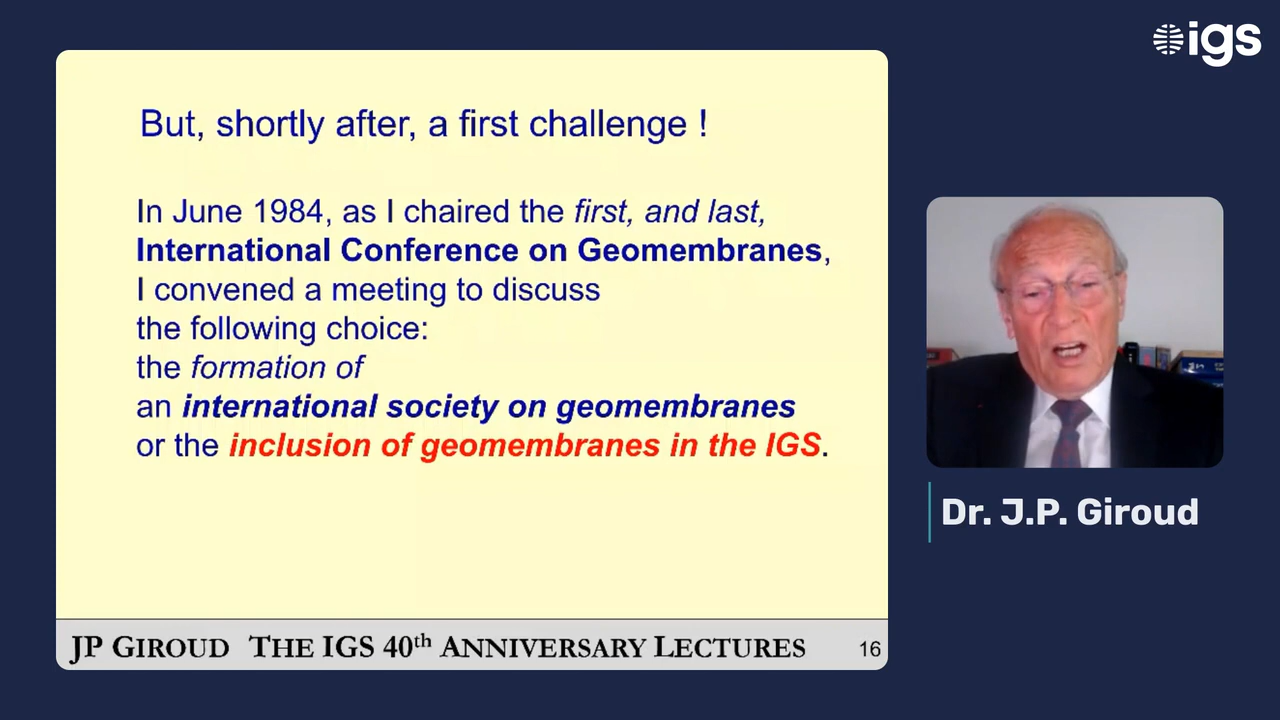 igs
But, shortly after, a first challenge !
In June 1984, as I chaired the first, and last,
International Conference on Geomembranes,
I convened a meeting to discuss
the following choice:
the formation of
an international society on geomembranes
or the inclusion of geomembranes in the IGS.
JP GIROUD THE IGS 40th ANNIVERSARY LECTURES 16
Dr. J.P. Giroud